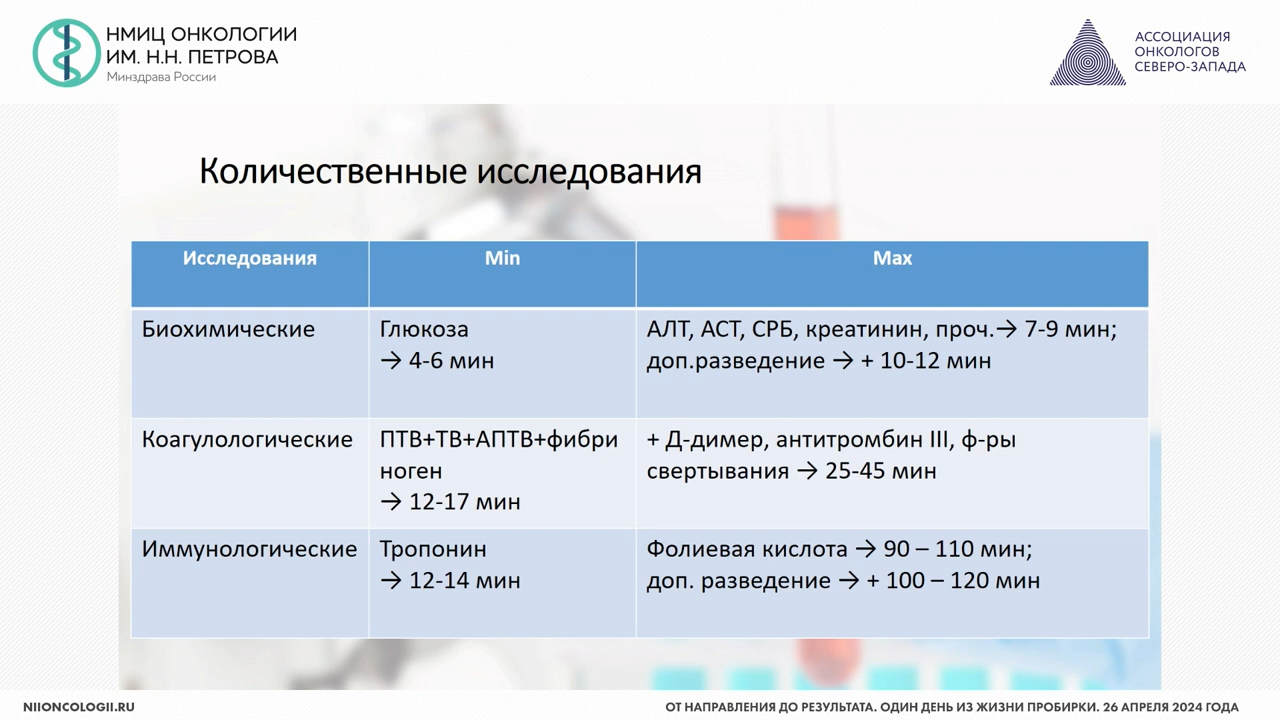 НМИЦ ОНКОЛОГИИ
ИМ. Н.Н. ПЕТРОВА
Минздрава России
АССОЦИАЦИЯ
ОНКОЛОГОВ
СЕВЕРО-ЗАПАДА
Количественные исследования
Исследования
Min
Max
Биохимические
Глюкоза
→ 4-6 мин
АЛТ, АСТ, СРБ, креатинин, проч.→ 7-9 мин;
доп.разведение → + 10-12 мин
Коагулологические
ПТВ+ТВ+АПТВ+фибри
ноген
→ 12-17 мин
+ Д-димер, антитромбин III, ф-ры
свертывания → 25-45 мин
Иммунологические
Тропонин
→ 12-14 мин
Фолиевая кислота → 90 – 110 мин;
доп. разведение → + 100 – 120 мин
NIIONCOLOGII.RU
ОТ НАПРАВЛЕНИЯ ДО РЕЗУЛЬТАТА. ОДИН ДЕНЬ ИЗ ЖИЗНИ ПРОБИРКИ. 26 АПРЕЛЯ 2024 ГОДА